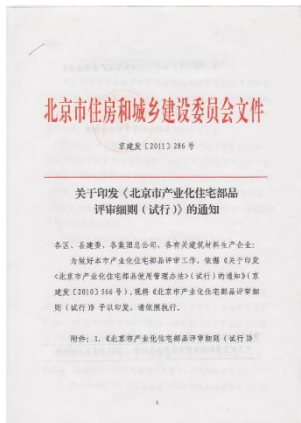 北京市住房和城乡建设委员会文件
京建发〔2011〕286号
关于印发《北京市产业化住宅部品
评审细则（试行）》的通知
各区、县建委，各集团总公司，各有关建筑材料生产企业：
为做好本市产业化住宅部品评审工作，依据《关于印发
<北京市产业化住宅部品使用管理办法>（试行）的通知》（京
建发〔2010〕566号），现将《北京市产业化住宅部品评审细
则（试行）》予以印发，请依照执行。
附件：1、《北京市产业化住宅部品评审细则（试行）》
1